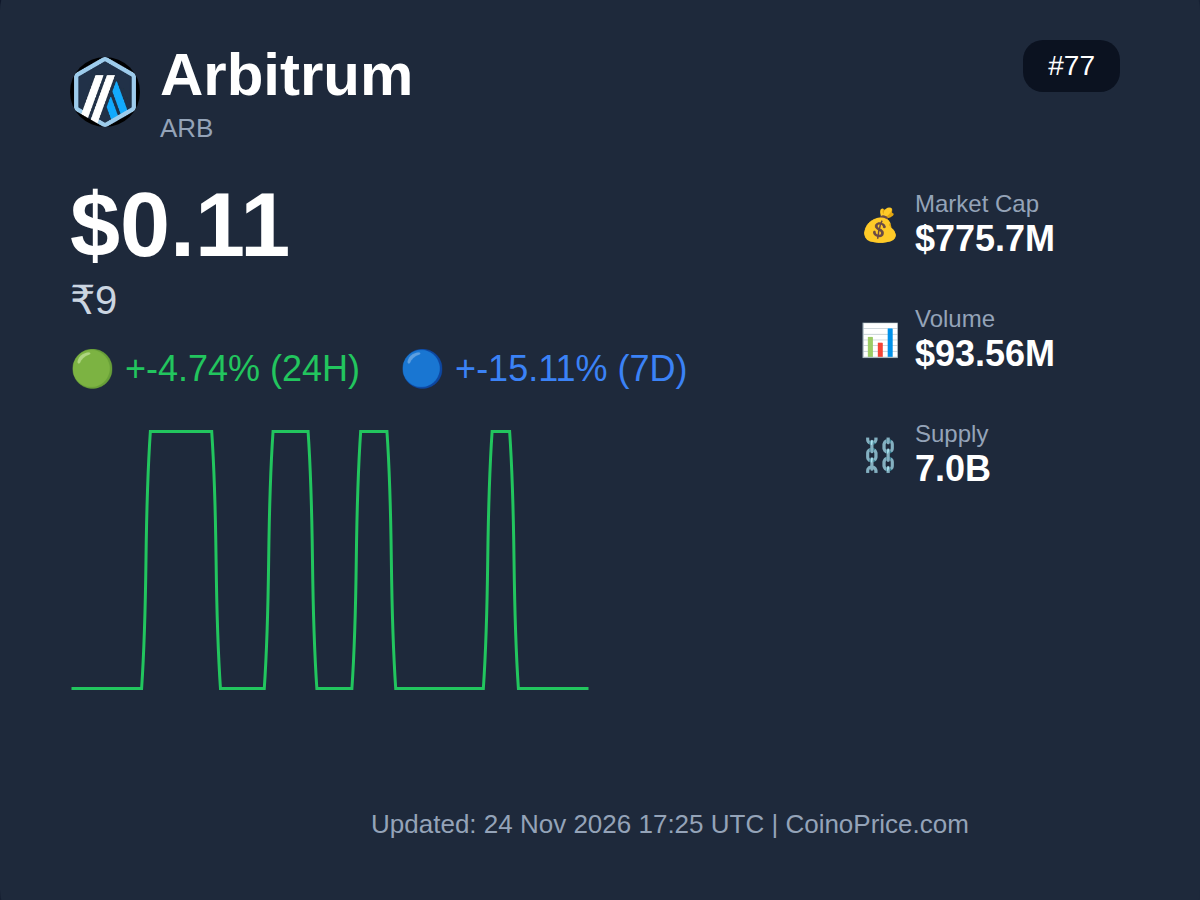 Arbitrum
ARB
#77
$0.11
₹9
+-4.74% (24H)
+-15.11% (7D)
Market Cap
$775.7M
Volume
$93.56M
Supply
7.0B
Updated: 24 Nov 2026 17:25 UTC | CoinoPrice.com